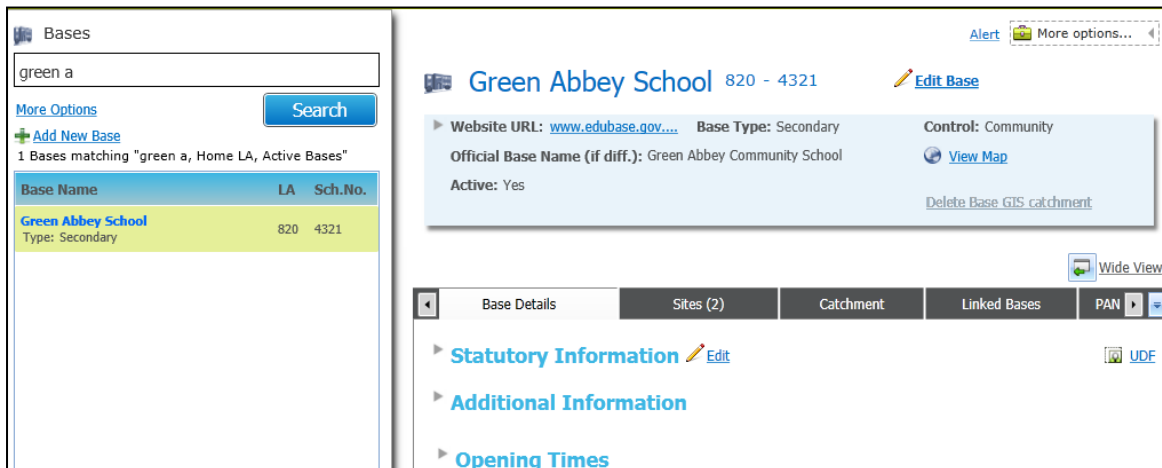 Bases
green a
More Options
Search
Add New Base
1 Bases matching "green a, Home LA, Active Bases"
Base Name LA Sch.No.
Green Abbey School 820 4321
Type: Secondary
Alert More options...
Green Abbey School 820 - 4321 Edit Base
Website URL: www.edubase.gov.... Base Type: Secondary Control: Community
Official Base Name (if diff.): Green Abbey Community School View Map
Active: Yes
Delete Base GIS catchment
Wide View
Base Details Sites (2) Catchment Linked Bases PAN
Statutory Information Edit UDF
Additional Information
Opening Times